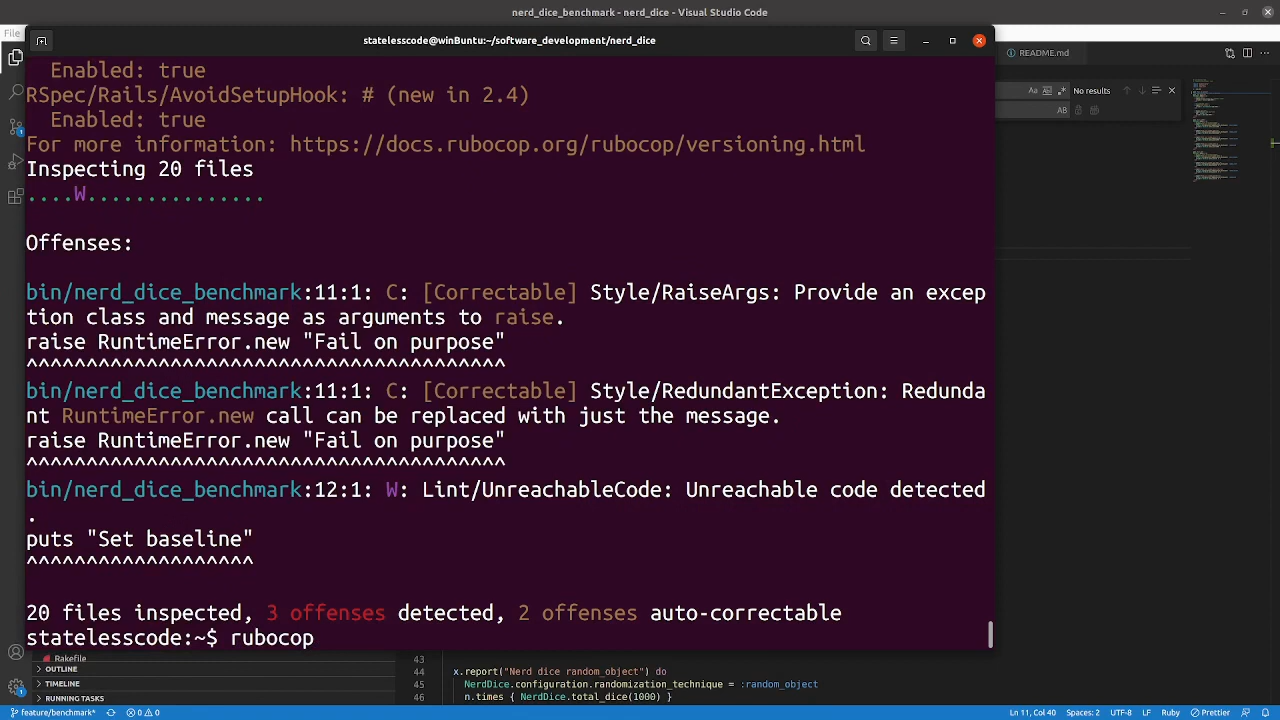 nerd_dice_benchmark - nerd_dice - Visual Studio Code
File
statelesscode@winBuntu:~/software_development/nerd_dice
README.md
Enabled: true
RSpec/Rails/AvoidSetupHook: # (new in 2.4)
Enabled: true
For more information: https://docs.rubocop.org/rubocop/versioning.html
Inspecting 20 files
....W...............
Aa
No results
AB
Offenses:
bin/nerd_dice_benchmark:11:1: C: [Correctable] Style/RaiseArgs: Provide an excep
tion class and message as arguments to raise.
raise RuntimeError.new "Fail on purpose"
^^^^^^^^^^^^^^^^^^^^^^^^^^^^^^^^^^^^^^^^
bin/nerd_dice_benchmark:11:1: C: [Correctable] Style/RedundantException: Redunda
nt RuntimeError.new call can be replaced with just the message.
raise RuntimeError.new "Fail on purpose"
^^^^^^^^^^^^^^^^^^^^^^^^^^^^^^^^^^^^^^^^
bin/nerd_dice_benchmark:12:1: W: Lint/UnreachableCode: Unreachable code detected
.
puts "Set baseline"
^^^^^^^^^^^^^^^^^^^
20 files inspected, 3 offenses detected, 2 offenses auto-correctable
statelesscode:~$ rubocop
Rakefile
OUTLINE
TIMELINE
RUNNING TASKS
43
44 x.report("Nerd dice random_object") do
45 NerdDice.configuration.randomization_technique = :random_object
46 n.times { NerdDice.total_dice(1000) }
feature/benchmark* 0 0 Ln 11, Col 40 Spaces: 2 UTF-8 LF Ruby Prettier